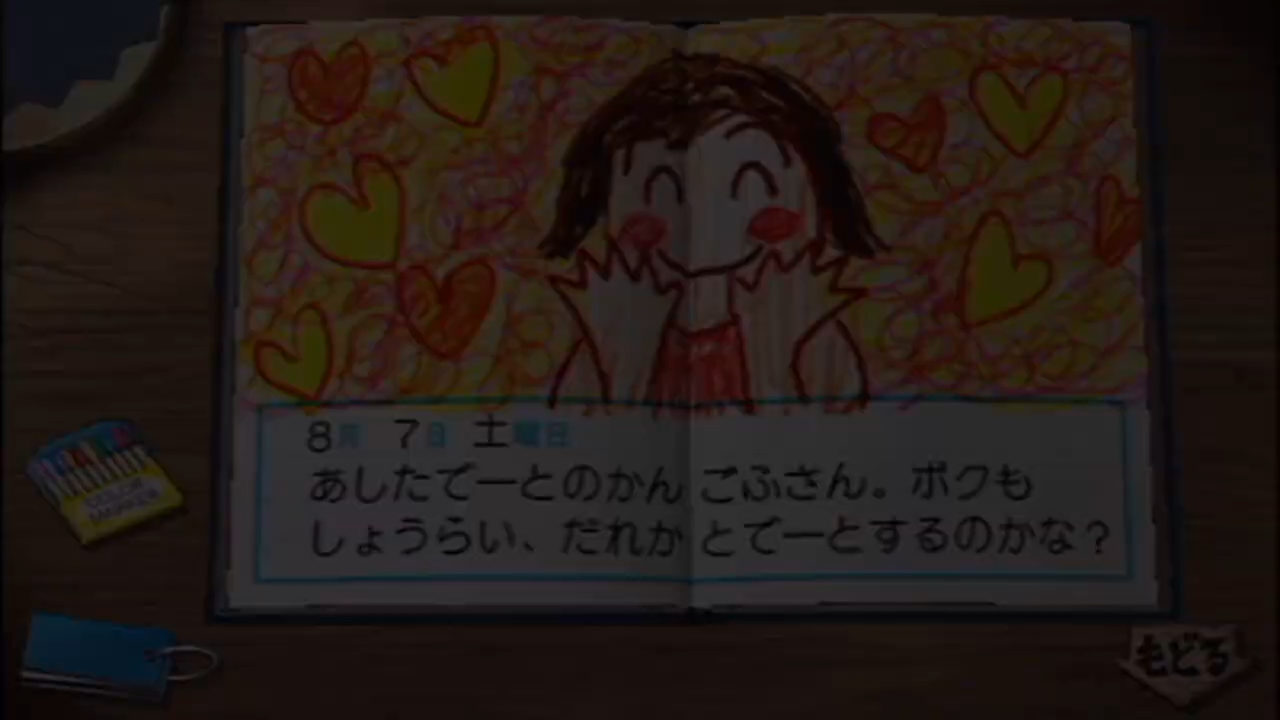 8月 7日 土曜日
あしたでーとのかんごふさん。ボクも
しょうらい、だれかとでーとするのかな？
COLOR
MARKER
もどる